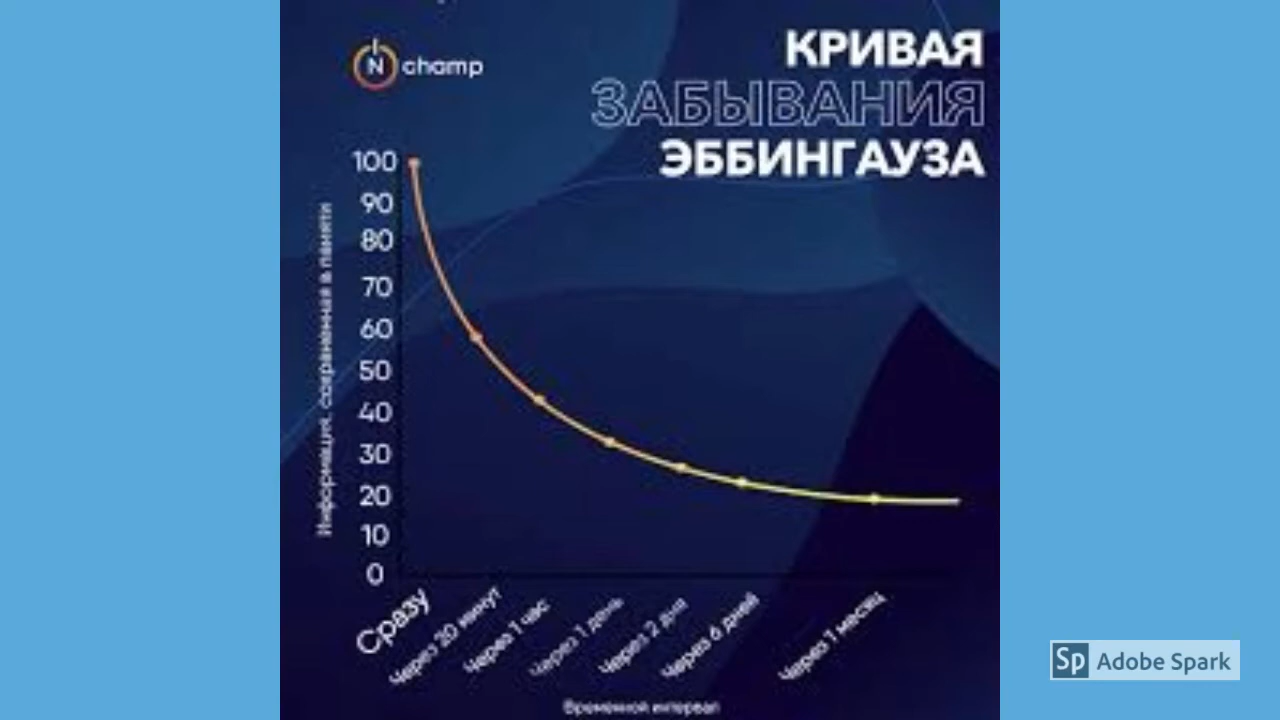 N champ
КРИВАЯ
ЗАБЫВАНИЯ
ЭББИНГАУЗА
100
90
80
70
60
50
40
30
20
10
0
Информация, сохраненная в памяти
Сразу
Через 20 минут
Через 1 час
Через 1 день
Через 2 дня
Через 6 дней
Через 1 месяц
Временной интервал
Sp Adobe Spark